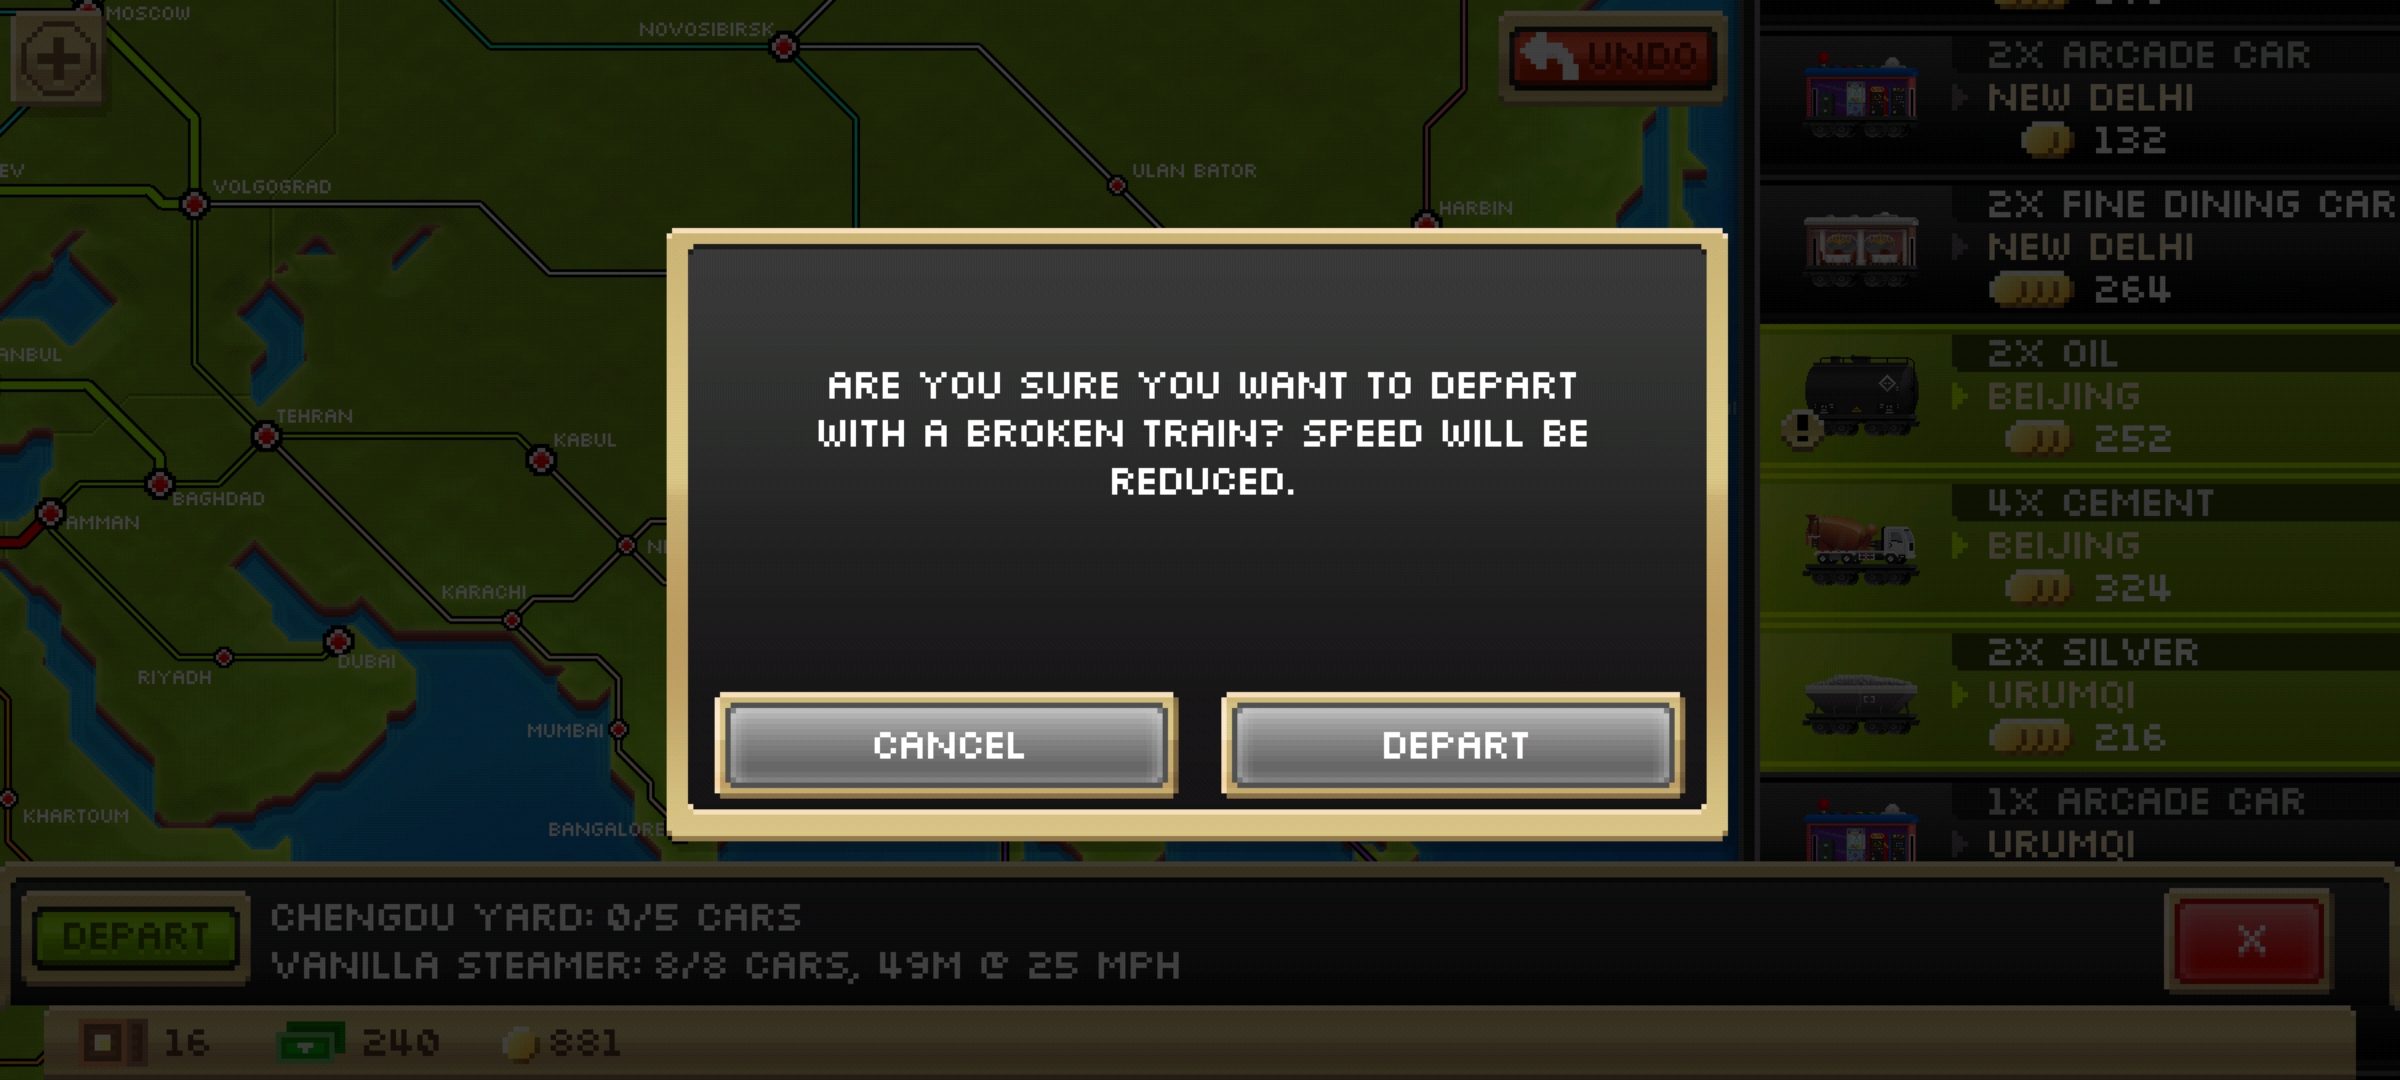 MOSCOW
NOVOSIBIRSK
UNDO
VOLGOGRAD
ULAN BATOR
HARBIN
TEHRAN
KABUL
BAGHDAD
AMMAN
KARACHI
RIYADH
DUBAI
MUMBAI
KHARTOUM
BANGALORE
ARE YOU SURE YOU WANT TO DEPART
WITH A BROKEN TRAIN? SPEED WILL BE
REDUCED.
CANCEL
DEPART
2X ARCADE CAR
NEW DELHI
132
2X FINE DINING CAR
NEW DELHI
264
2X OIL
BEIJING
252
4X CEMENT
BEIJING
324
2X SILVER
URUMQI
216
1X ARCADE CAR
URUMQI
DEPART
CHENGDU YARD: 0/5 CARS
VANILLA STEAMER: 8/8 CARS, 49M @ 25 MPH
X
16
240
881